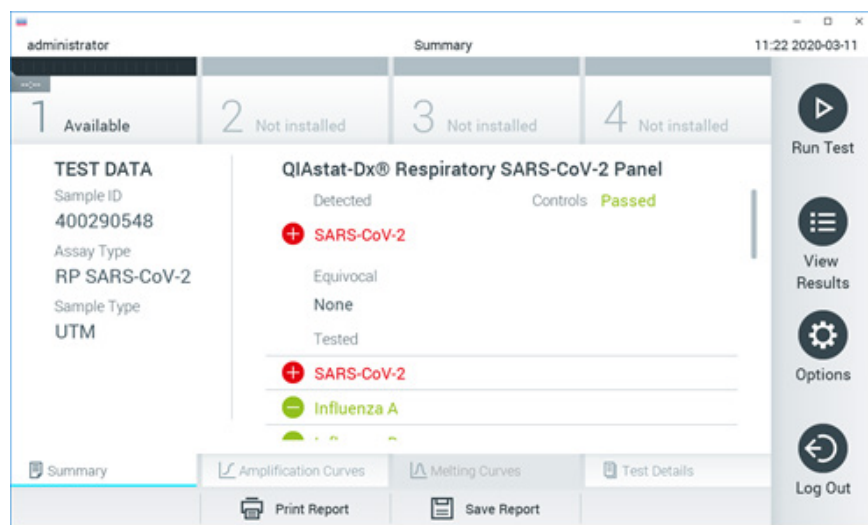 administrator Summary 11:22 2020-03-11
--:--
1 Available 2 Not installed 3 Not installed 4 Not installed
Run Test
TEST DATA
Sample ID
400290548
Assay Type
RP SARS-CoV-2
Sample Type
UTM
QIAstat-Dx® Respiratory SARS-CoV-2 Panel
Detected Controls Passed
SARS-CoV-2
Equivocal
None
Tested
SARS-CoV-2
Influenza A
View
Results
Options
Log Out
Summary Amplification Curves Melting Curves Test Details
Print Report Save Report